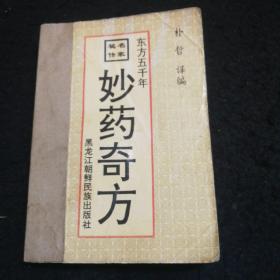 朴哲 译编
东方五千年
名家
秘传
妙药奇方
黑龙江朝鲜民族出版社